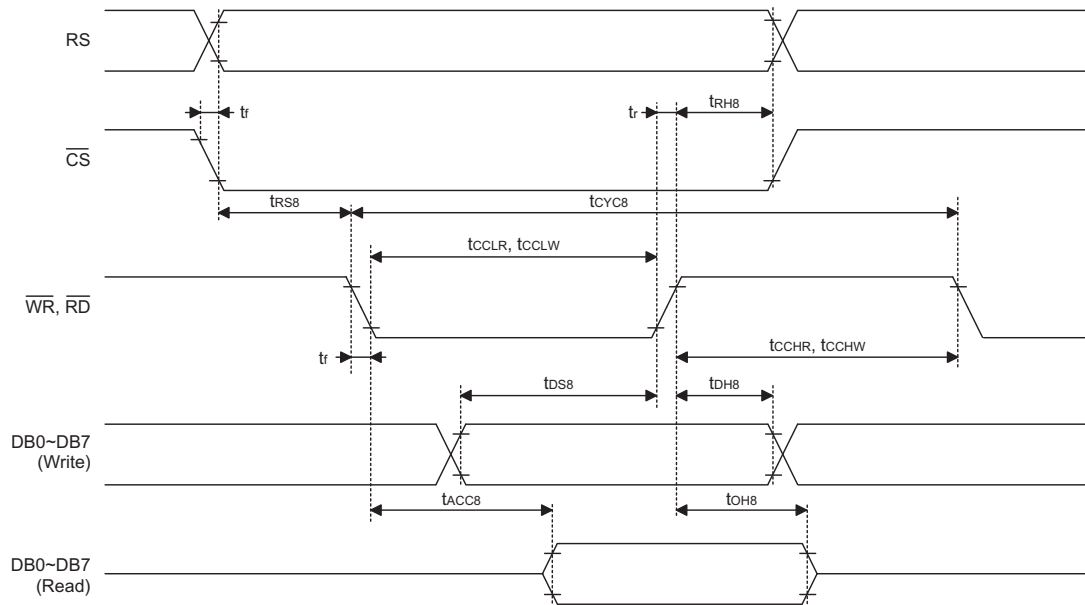 RS
tf
tr
tRH8
CS
tRS8
tCYC8
tCCLR, tCCLW
WR, RD
tf
tCCHR, tCCHW
tDS8
tDH8
DB0~DB7
(Write)
tACC8
tOH8
DB0~DB7
(Read)